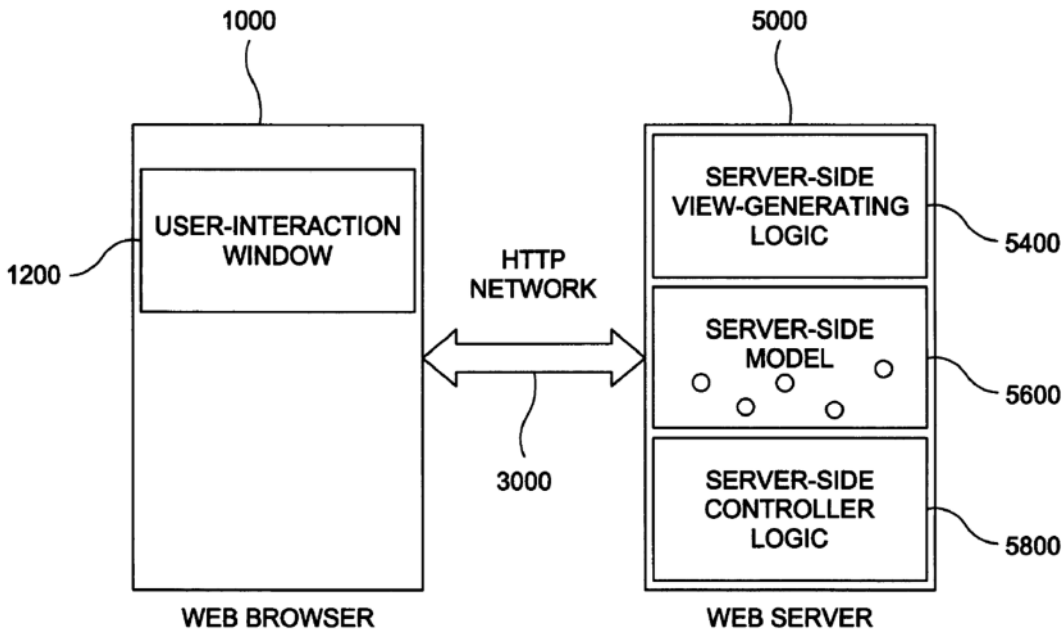 1000
5000
USER-INTERACTION
WINDOW
1200
HTTP
NETWORK
3000
SERVER-SIDE
VIEW-GENERATING
LOGIC
5400
SERVER-SIDE
MODEL
5600
SERVER-SIDE
CONTROLLER
LOGIC
5800
WEB BROWSER
WEB SERVER